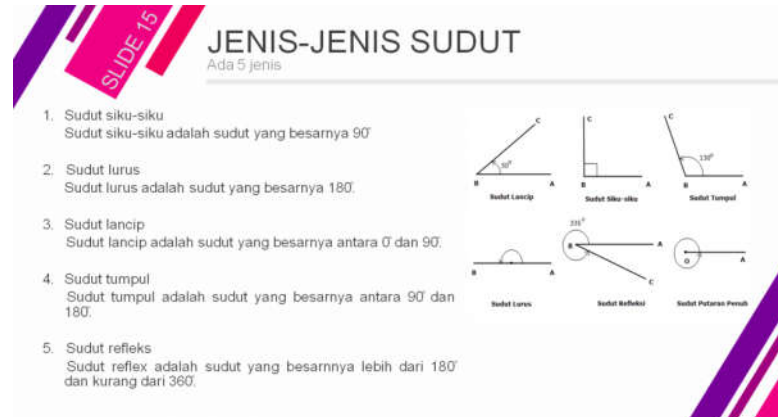 SLIDE 15
JENIS-JENIS SUDUT
Ada 5 jenis
1. Sudut siku-siku
Sudut siku-siku adalah sudut yang besarnya 90̊
2. Sudut lurus
Sudut lurus adalah sudut yang besarnya 180̊.
3. Sudut lancip
Sudut lancip adalah sudut yang besarnya antara 0̊ dan 90̊.
4. Sudut tumpul
Sudut tumpul adalah sudut yang besarnya antara 90̊ dan
180̊.
5. Sudut refleks
Sudut reflex adalah sudut yang besarnnya lebih dari 180̊
dan kurang dari 360̊.
C
50°
B A
Sudut Lancip
C
B A
Sudut Siku-siku
C
130°
B A
Sudut Tumpul
B A
Sudut Lurus
335°
B A
C
Sudut Refleksi
O A
Sudut Putaran Penuh